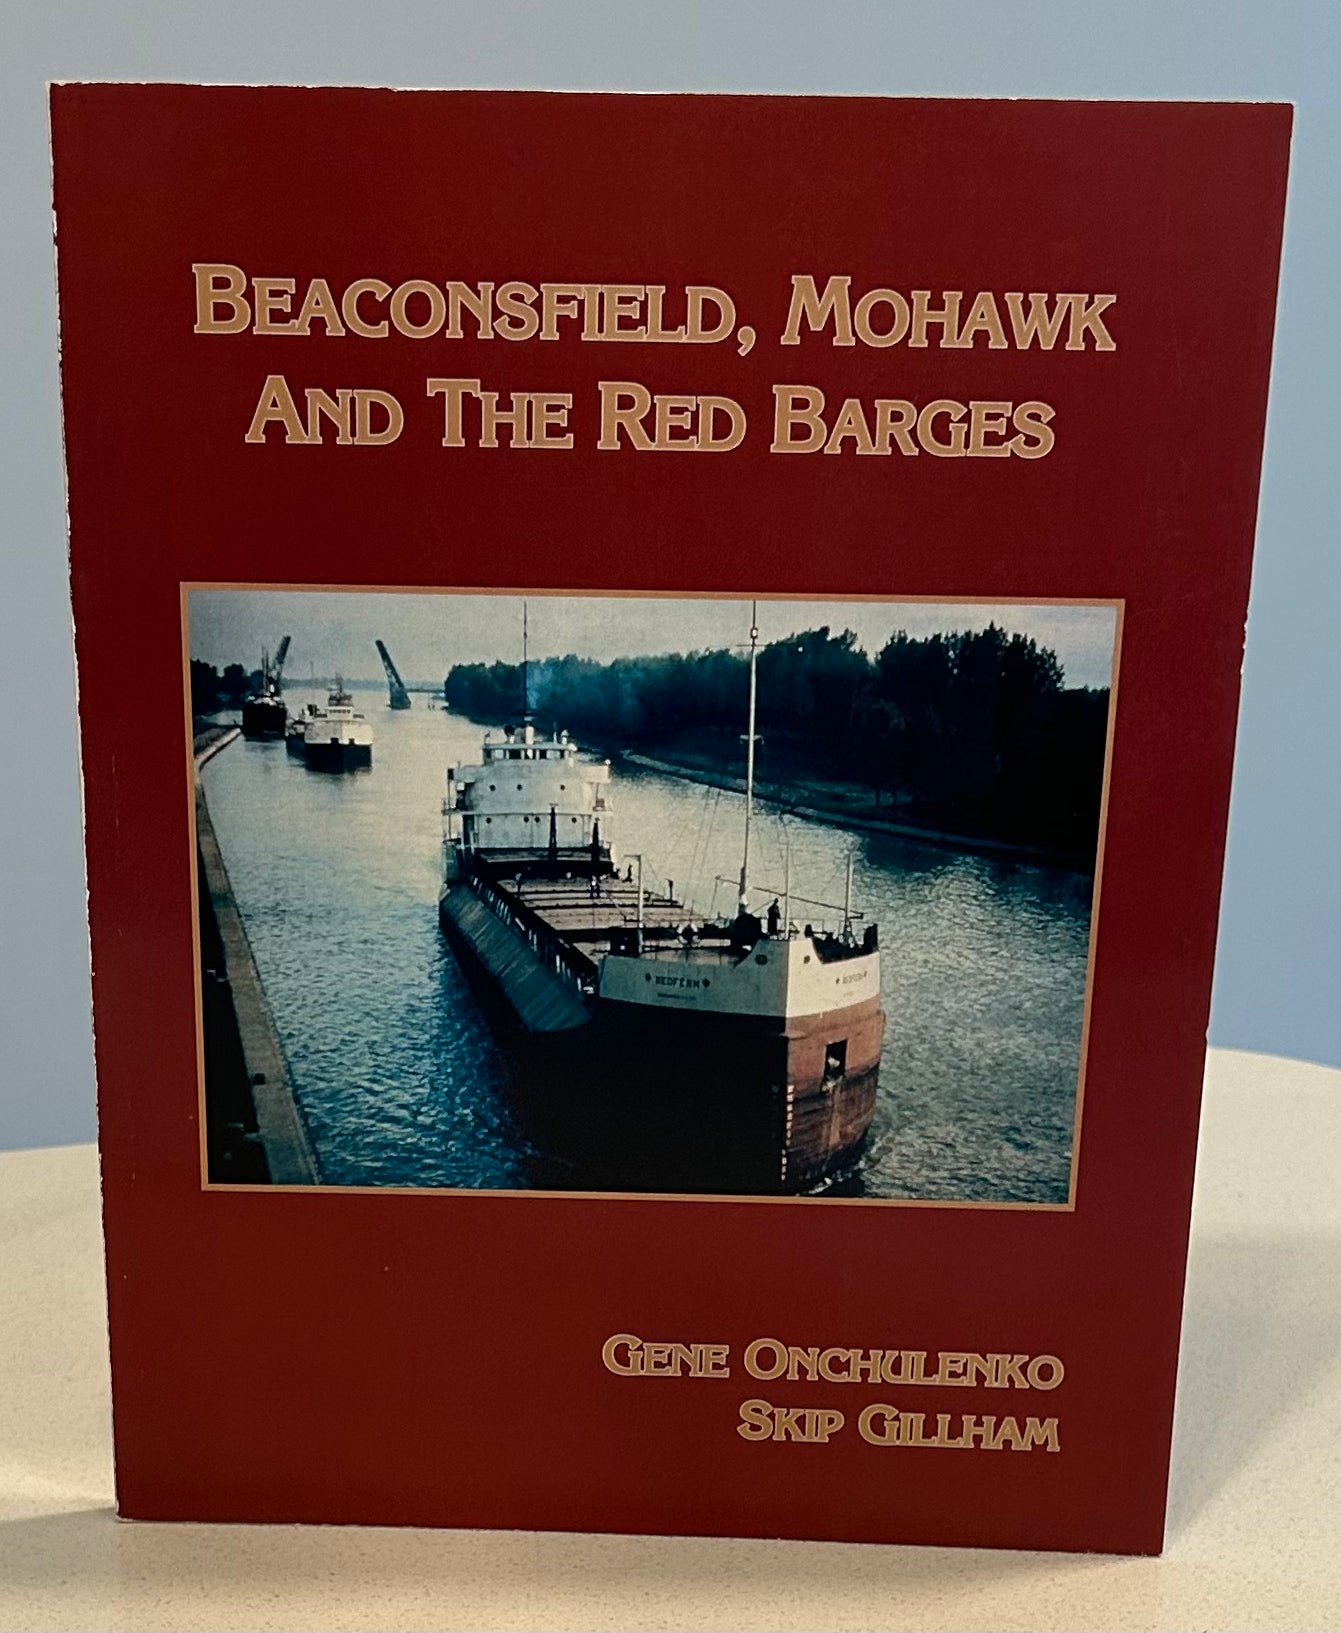 BEACONSFIELD, MOHAWK
AND THE RED BARGES
REDFERN
GENE ONCHULENKO
SKIP GILLHAM